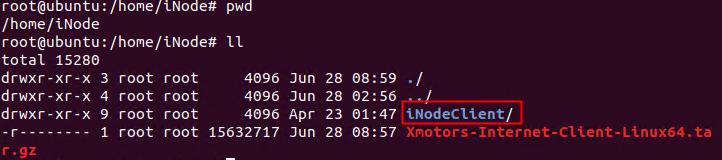 root@ubuntu:/home/iNode# pwd
/home/iNode
root@ubuntu:/home/iNode# ll
total 15280
drwxr-xr-x 3 root root     4096 Jun 28 08:59 ./
drwxr-xr-x 4 root root     4096 Jun 28 02:56 ../
drwxr-xr-x 9 root root     4096 Apr 23 01:47 iNodeClient/
-r-------- 1 root root 15632717 Jun 28 08:57 Xmotors-Internet-Client-Linux64.ta
r.gz